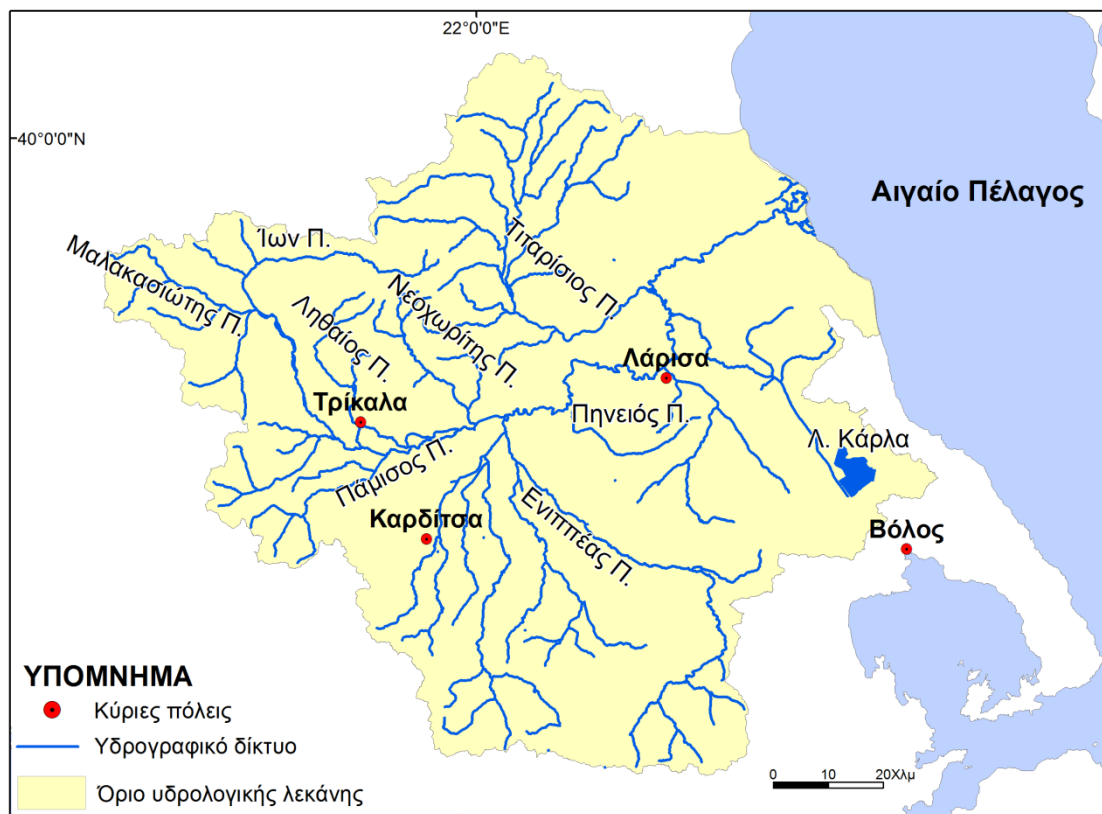 22°0'0"E
40°0'0"N
Αιγαίο Πέλαγος
Τιταρίσιος Π.
Ίων Π.
Μαλακασιώτης Π.
Ληθαίος Π.
Νεοχωρίτης Π.
Λάρισα
Τρίκαλα
Πηνειός Π.
Λ. Κάρλα
Πάμισος Π.
Καρδίτσα
Ενιππέας Π.
Βόλος
ΥΠΟΜΝΗΜΑ
Κύριες πόλεις
Υδρογραφικό δίκτυο
Όριο υδρολογικής λεκάνης
0 10 20Χλμ